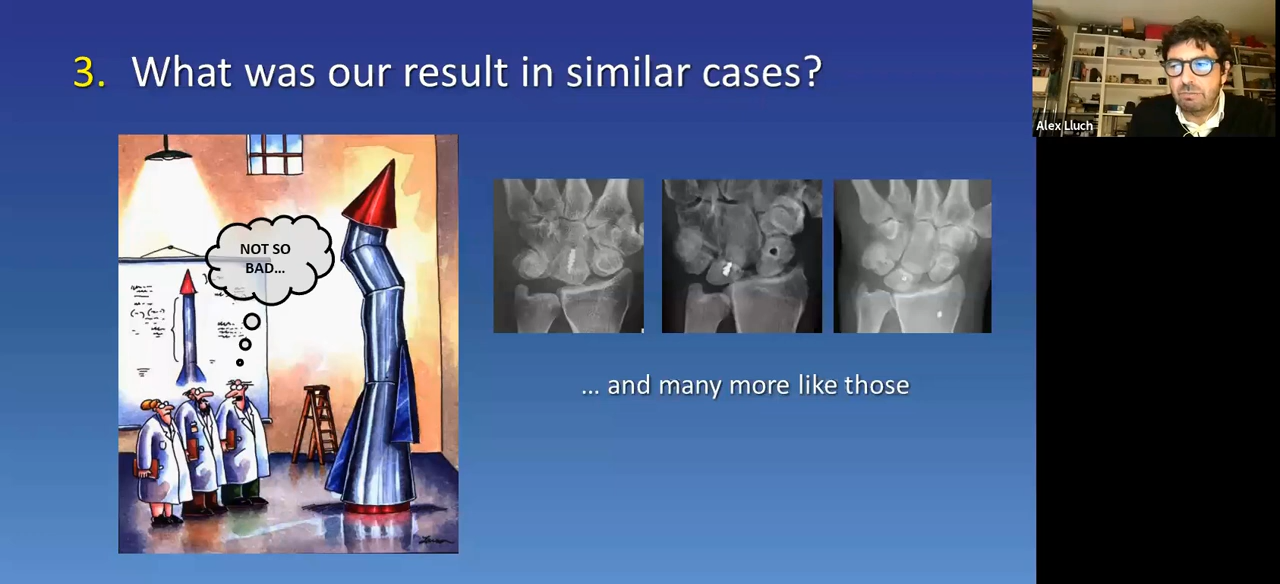 3. What was our result in similar cases?
Alex Lluch
NOT SO
BAD...
... and many more like those